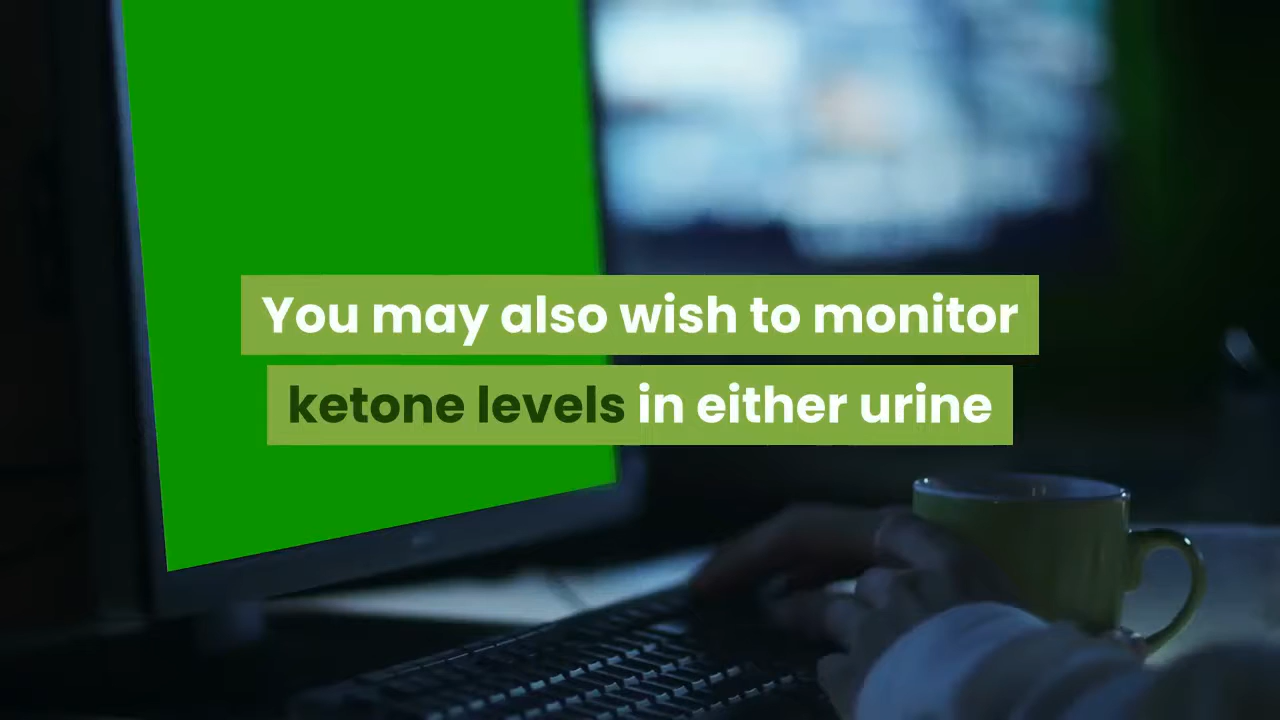 You may also wish to monitor
ketone levels in either urine